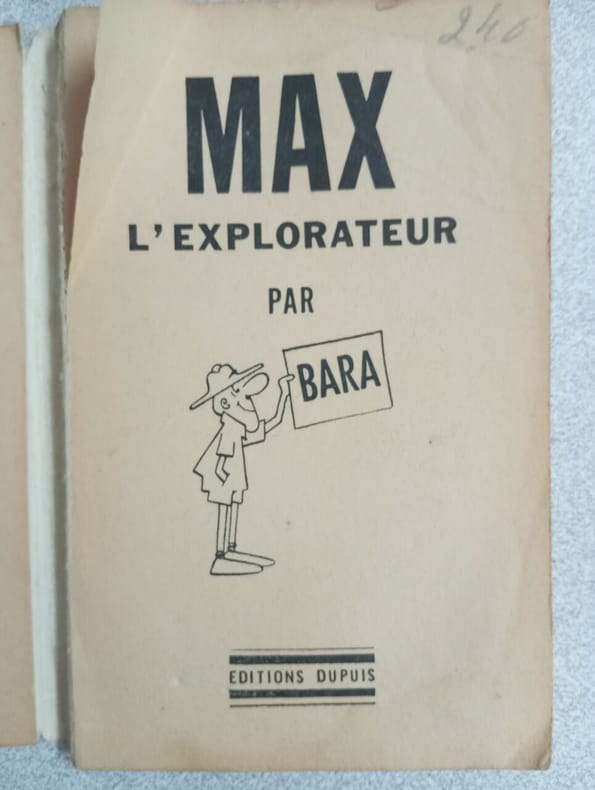 240
MAX
L'EXPLORATEUR
PAR
BARA
EDITIONS DUPUIS